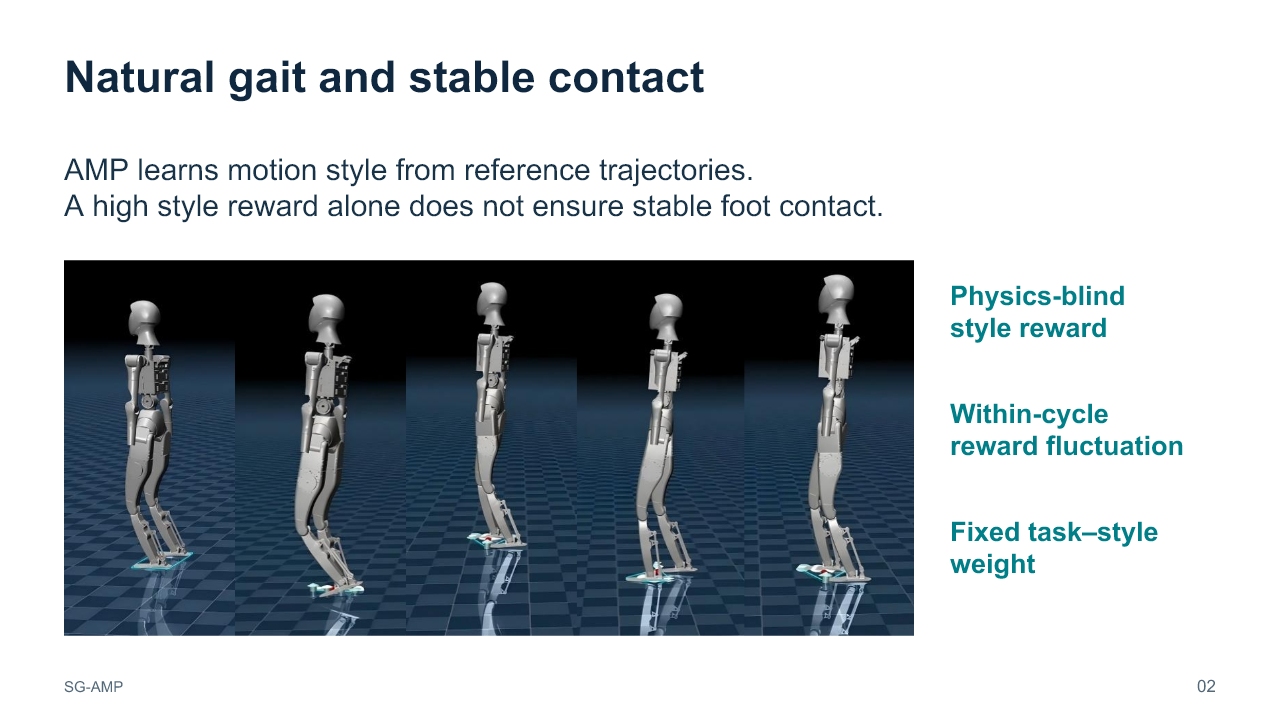 Natural gait and stable contact
AMP learns motion style from reference trajectories.
A high style reward alone does not ensure stable foot contact.
Physics-blind
style reward
Within-cycle
reward fluctuation
Fixed task–style
weight
SG-AMP
02